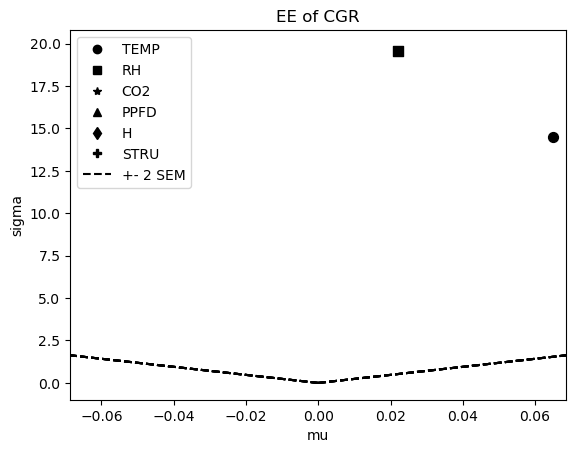 EE of CGR
TEMP
RH
CO2
PPFD
H
STRU
+- 2 SEM
20.0
17.5
15.0
12.5
10.0
7.5
5.0
2.5
0.0
sigma
−0.06 −0.04 −0.02 0.00 0.02 0.04 0.06
mu